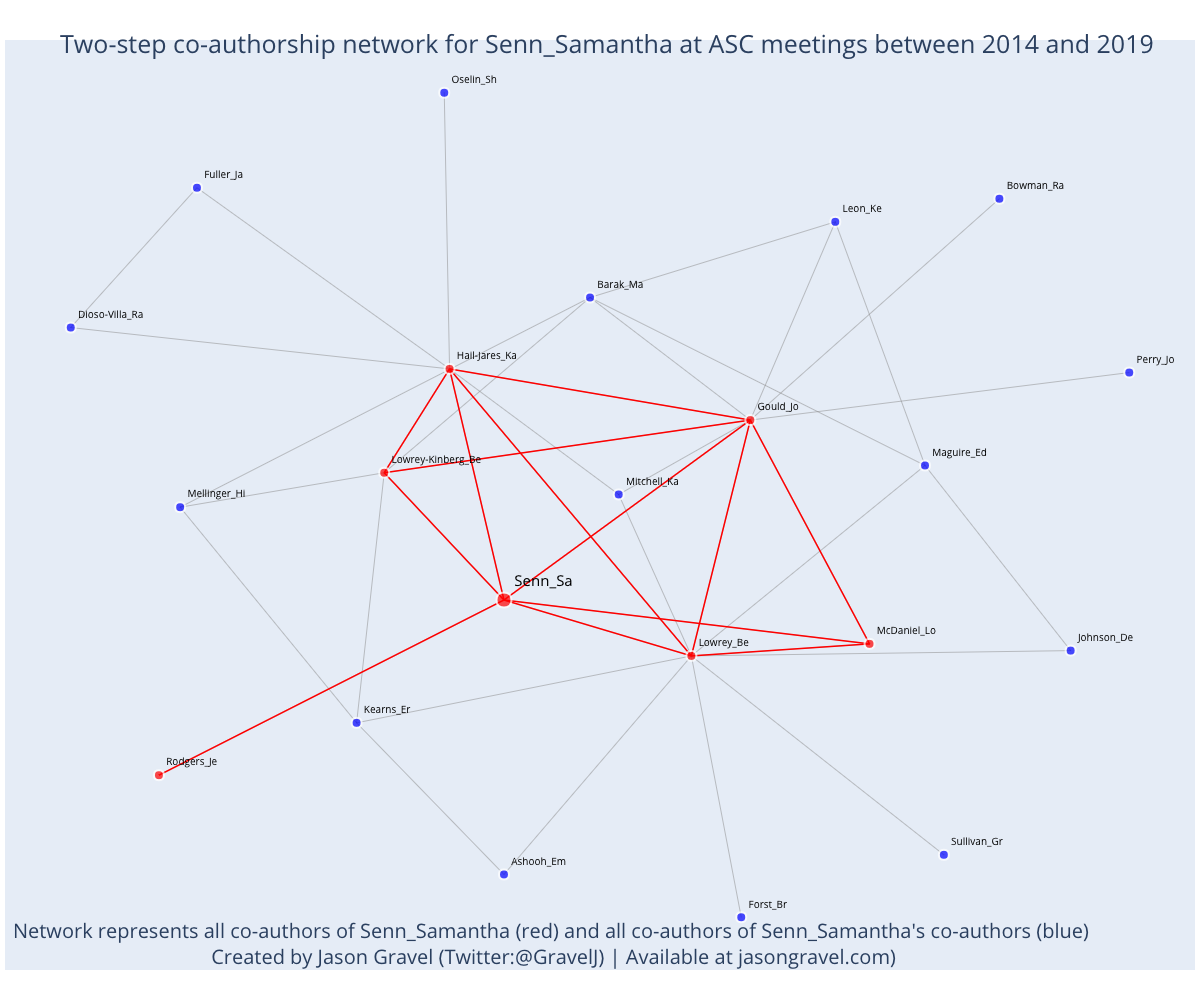 Two-step co-authorship network for Senn_Samantha at ASC meetings between 2014 and 2019
Oselin_Sh
Fuller_Ja
Bowman_Ra
Leon_Ke
Barak_Ma
Dioso-Villa_Ra
Hail-Jares_Ka
Perry_Jo
Gould_Jo
Maguire_Ed
Lowrey-Kinberg_Be
Mitchell_Ka
Mellinger_Hi
Senn_Sa
McDaniel_Lo
Johnson_De
Lowrey_Be
Kearns_Er
Rodgers_Je
Sullivan_Gr
Ashooh_Em
Forst_Br
Network represents all co-authors of Senn_Samantha (red) and all co-authors of Senn_Samantha's co-authors (blue)
Created by Jason Gravel (Twitter:@GravelJ) | Available at jasongravel.com)